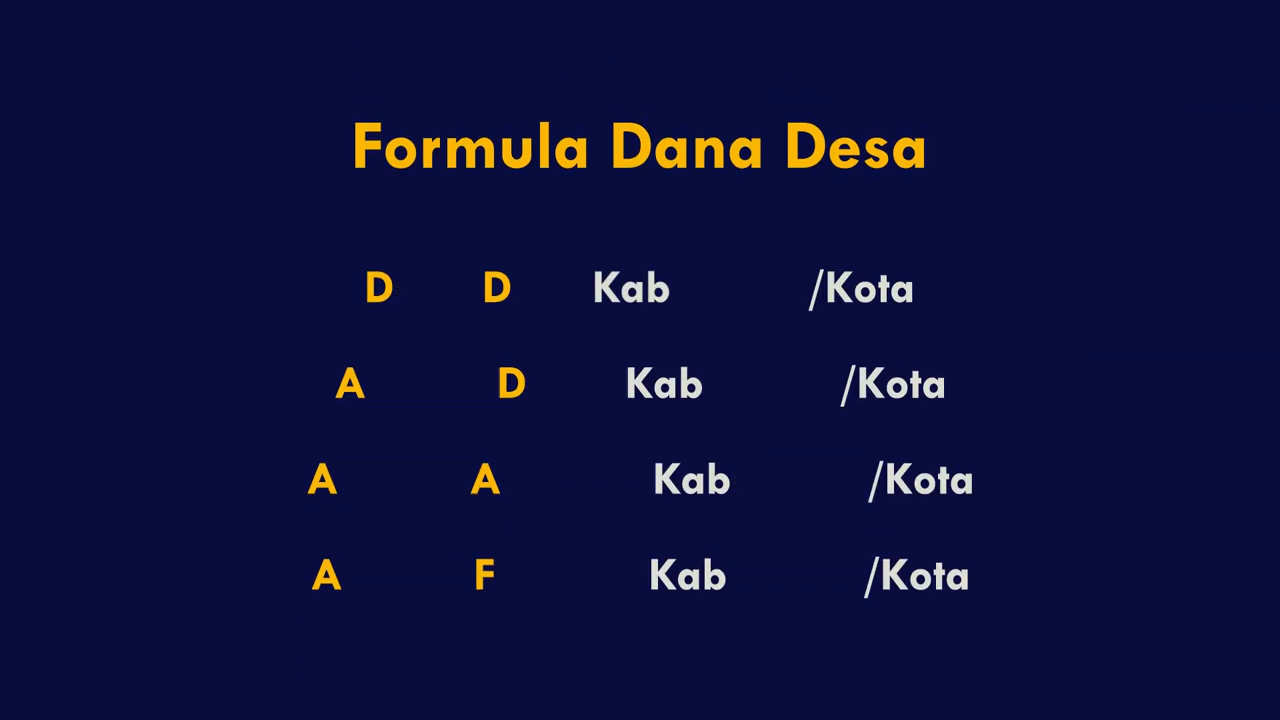 Formula Dana Desa
D D Kab /Kota
A D Kab /Kota
A A Kab /Kota
A F Kab /Kota